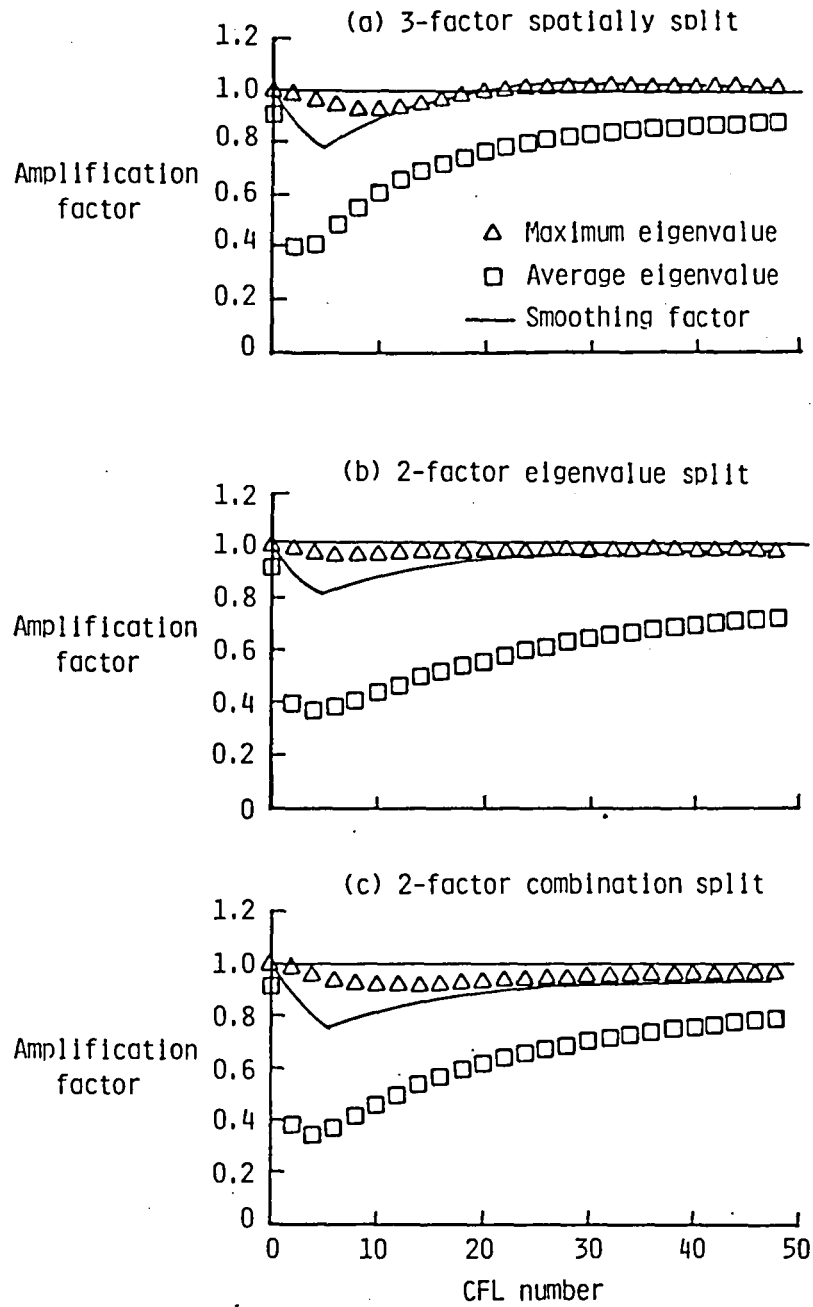 (a) 3-factor spatially split
1.2
1.0
0.8
0.6
0.4
0.2
0
Amplification
factor
△ Maximum eigenvalue
□ Average eigenvalue
— Smoothing factor
(b) 2-factor eigenvalue split
1.2
1.0
0.8
0.6
0.4
0.2
0
Amplification
factor
(c) 2-factor combination split
1.2
1.0
0.8
0.6
0.4
0.2
0
Amplification
factor
0 10 20 30 40 50
CFL number